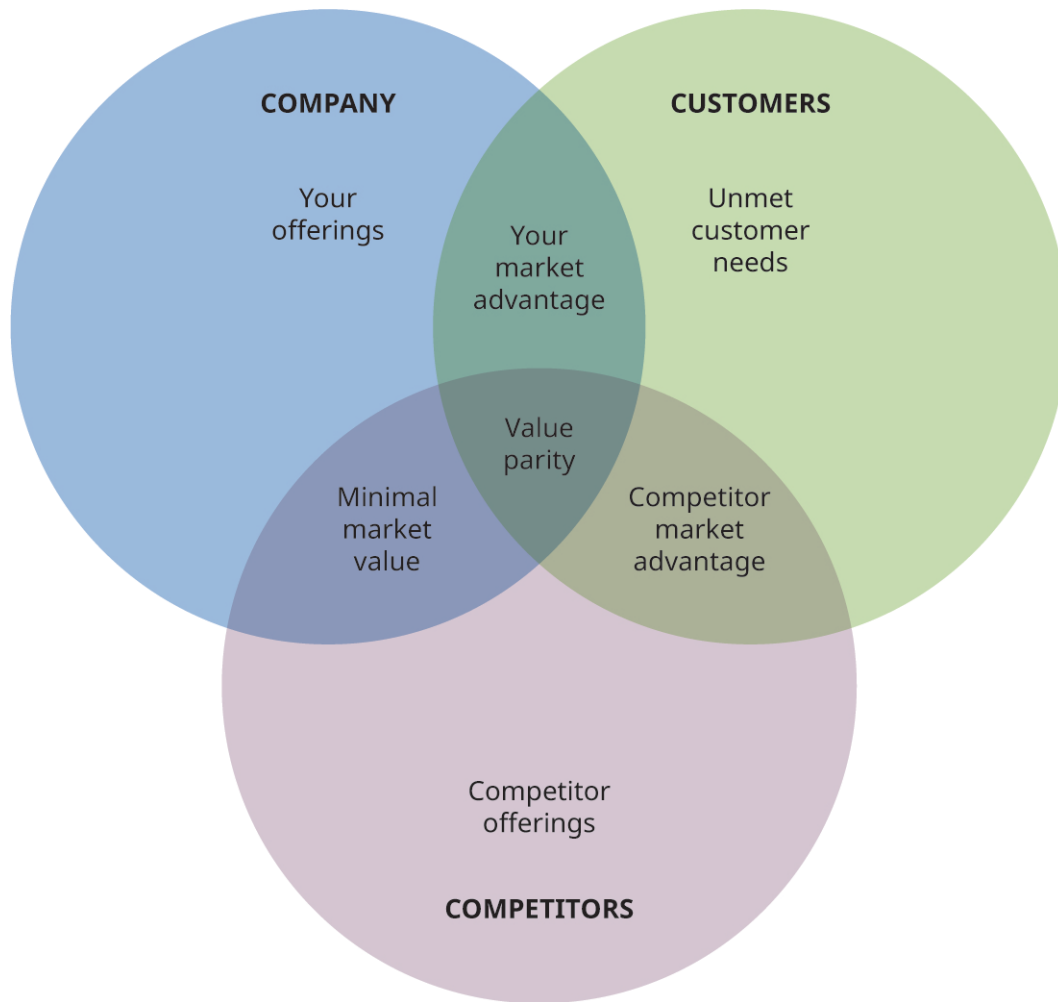 COMPANY
CUSTOMERS
Your
offerings
Your
market
advantage
Unmet
customer
needs
Value
parity
Minimal
market
value
Competitor
market
advantage
Competitor
offerings
COMPETITORS